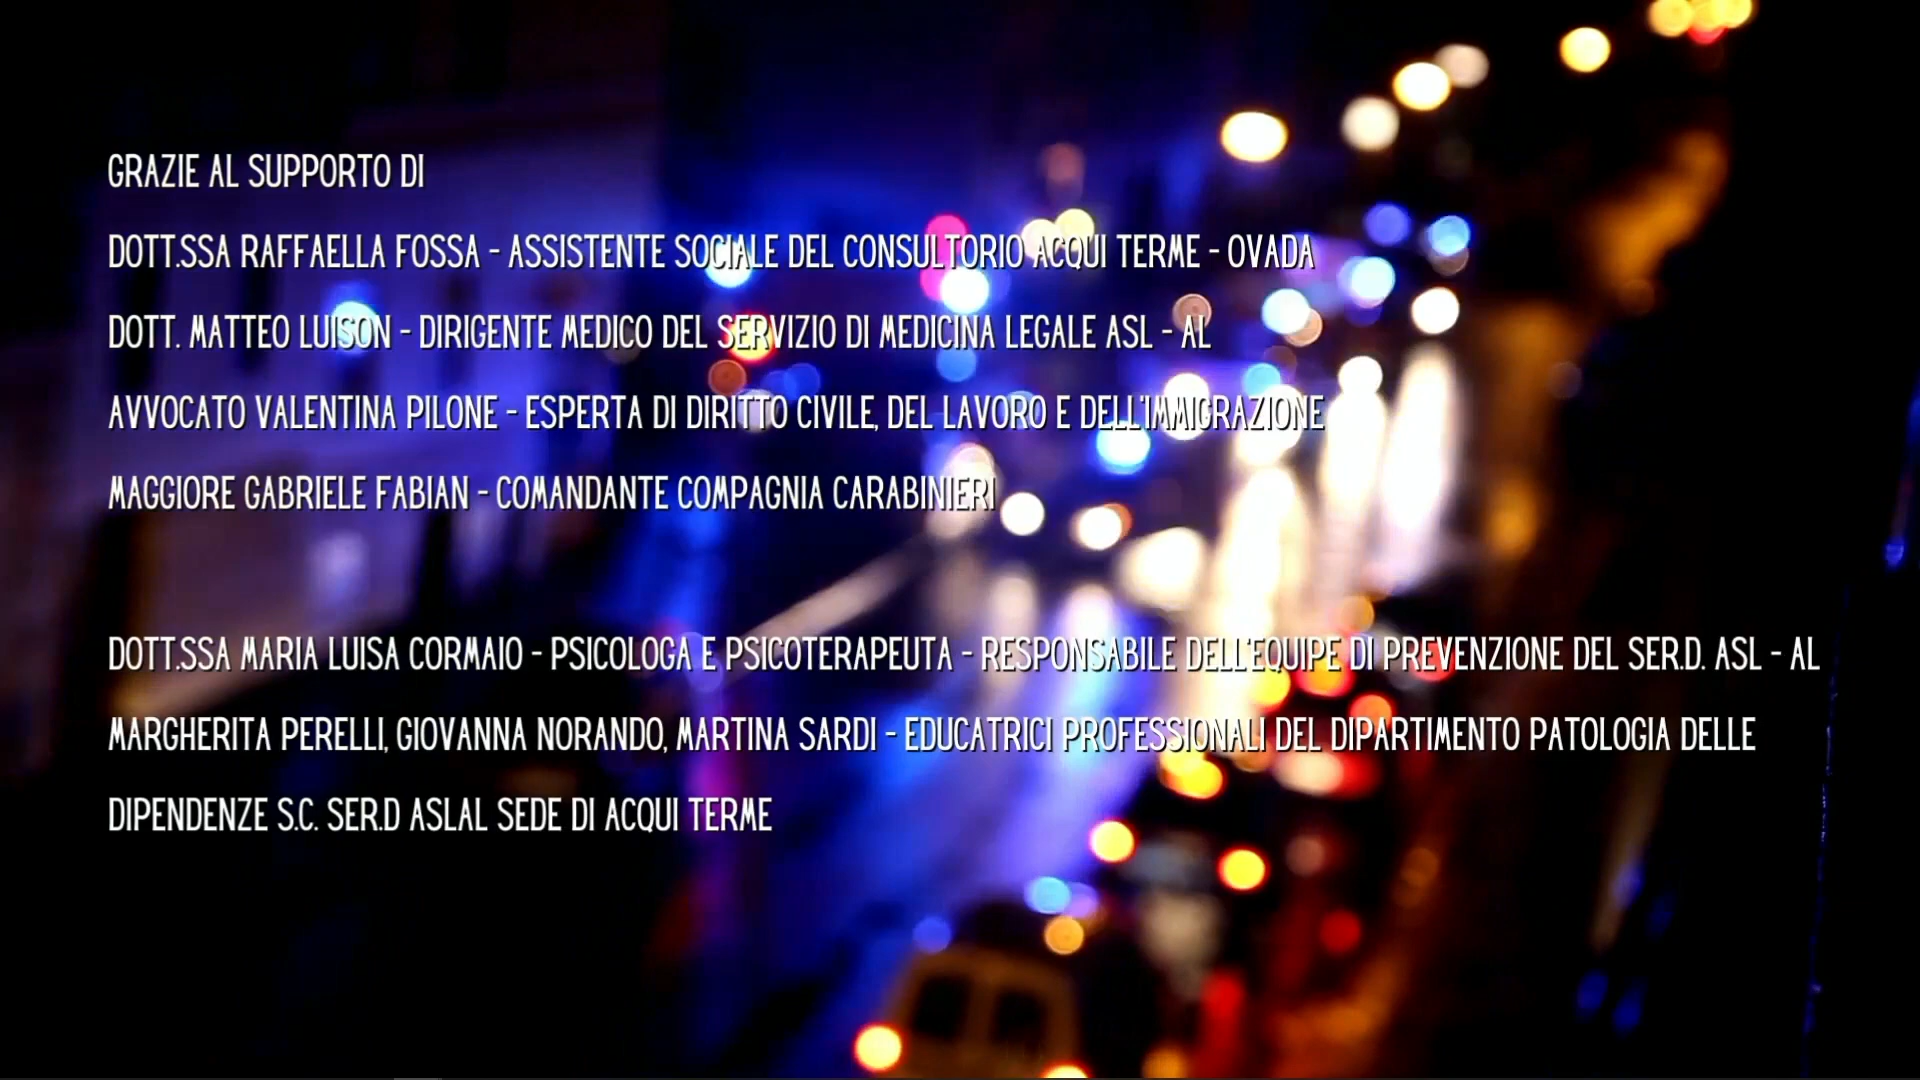 GRAZIE AL SUPPORTO DI
DOTT.SSA RAFFAELLA FOSSA - ASSISTENTE SOCIALE DEL CONSULTORIO ACQUI TERME - OVADA
DOTT. MATTEO LUISON - DIRIGENTE MEDICO DEL SERVIZIO DI MEDICINA LEGALE ASL - AL
AVVOCATO VALENTINA PILONE - ESPERTA DI DIRITTO CIVILE, DEL LAVORO E DELL'IMMIGRAZIONE
MAGGIORE GABRIELE FABIAN - COMANDANTE COMPAGNIA CARABINIERI
DOTT.SSA MARIA LUISA CORMAIO - PSICOLOGA E PSICOTERAPEUTA - RESPONSABILE DELL'EQUIPE DI PREVENZIONE DEL SER.D. ASL - AL
MARGHERITA PERELLI, GIOVANNA NORANDO, MARTINA SARDI - EDUCATRICI PROFESSIONALI DEL DIPARTIMENTO PATOLOGIA DELLE
DIPENDENZE S.C. SER.D ASLAL SEDE DI ACQUI TERME